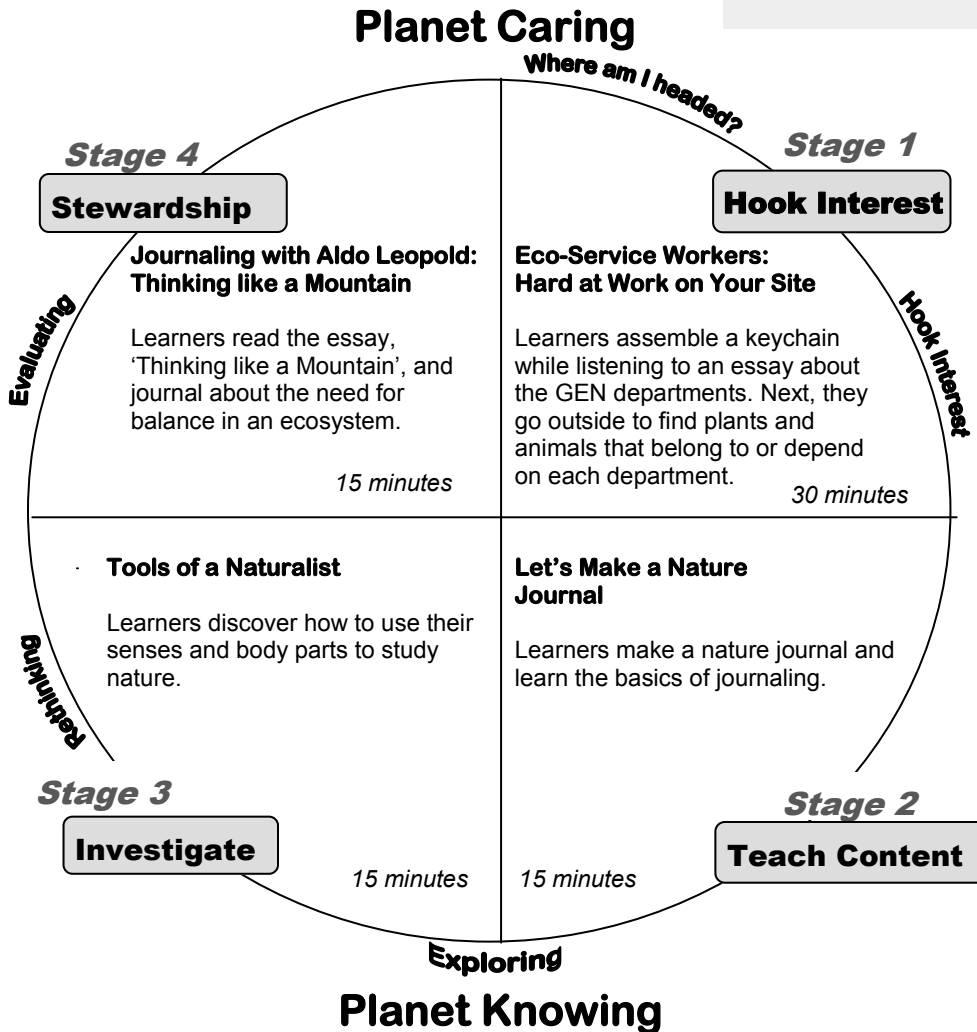 Planet Caring
Where am I headed?
Stage 4
Stewardship
Stage 1
Hook Interest
Journaling with Aldo Leopold:
Thinking like a Mountain
Learners read the essay,
‘Thinking like a Mountain’, and
journal about the need for
balance in an ecosystem.
15 minutes
Eco-Service Workers:
Hard at Work on Your Site
Learners assemble a keychain
while listening to an essay about
the GEN departments. Next, they
go outside to find plants and
animals that belong to or depend
on each department.
30 minutes
Evaluating
Hook Interest
Tools of a Naturalist
Learners discover how to use their
senses and body parts to study
nature.
Let’s Make a Nature
Journal
Learners make a nature journal and
learn the basics of journaling.
Rethinking
Stage 3
Investigate
15 minutes
Stage 2
Teach Content
15 minutes
Exploring
Planet Knowing